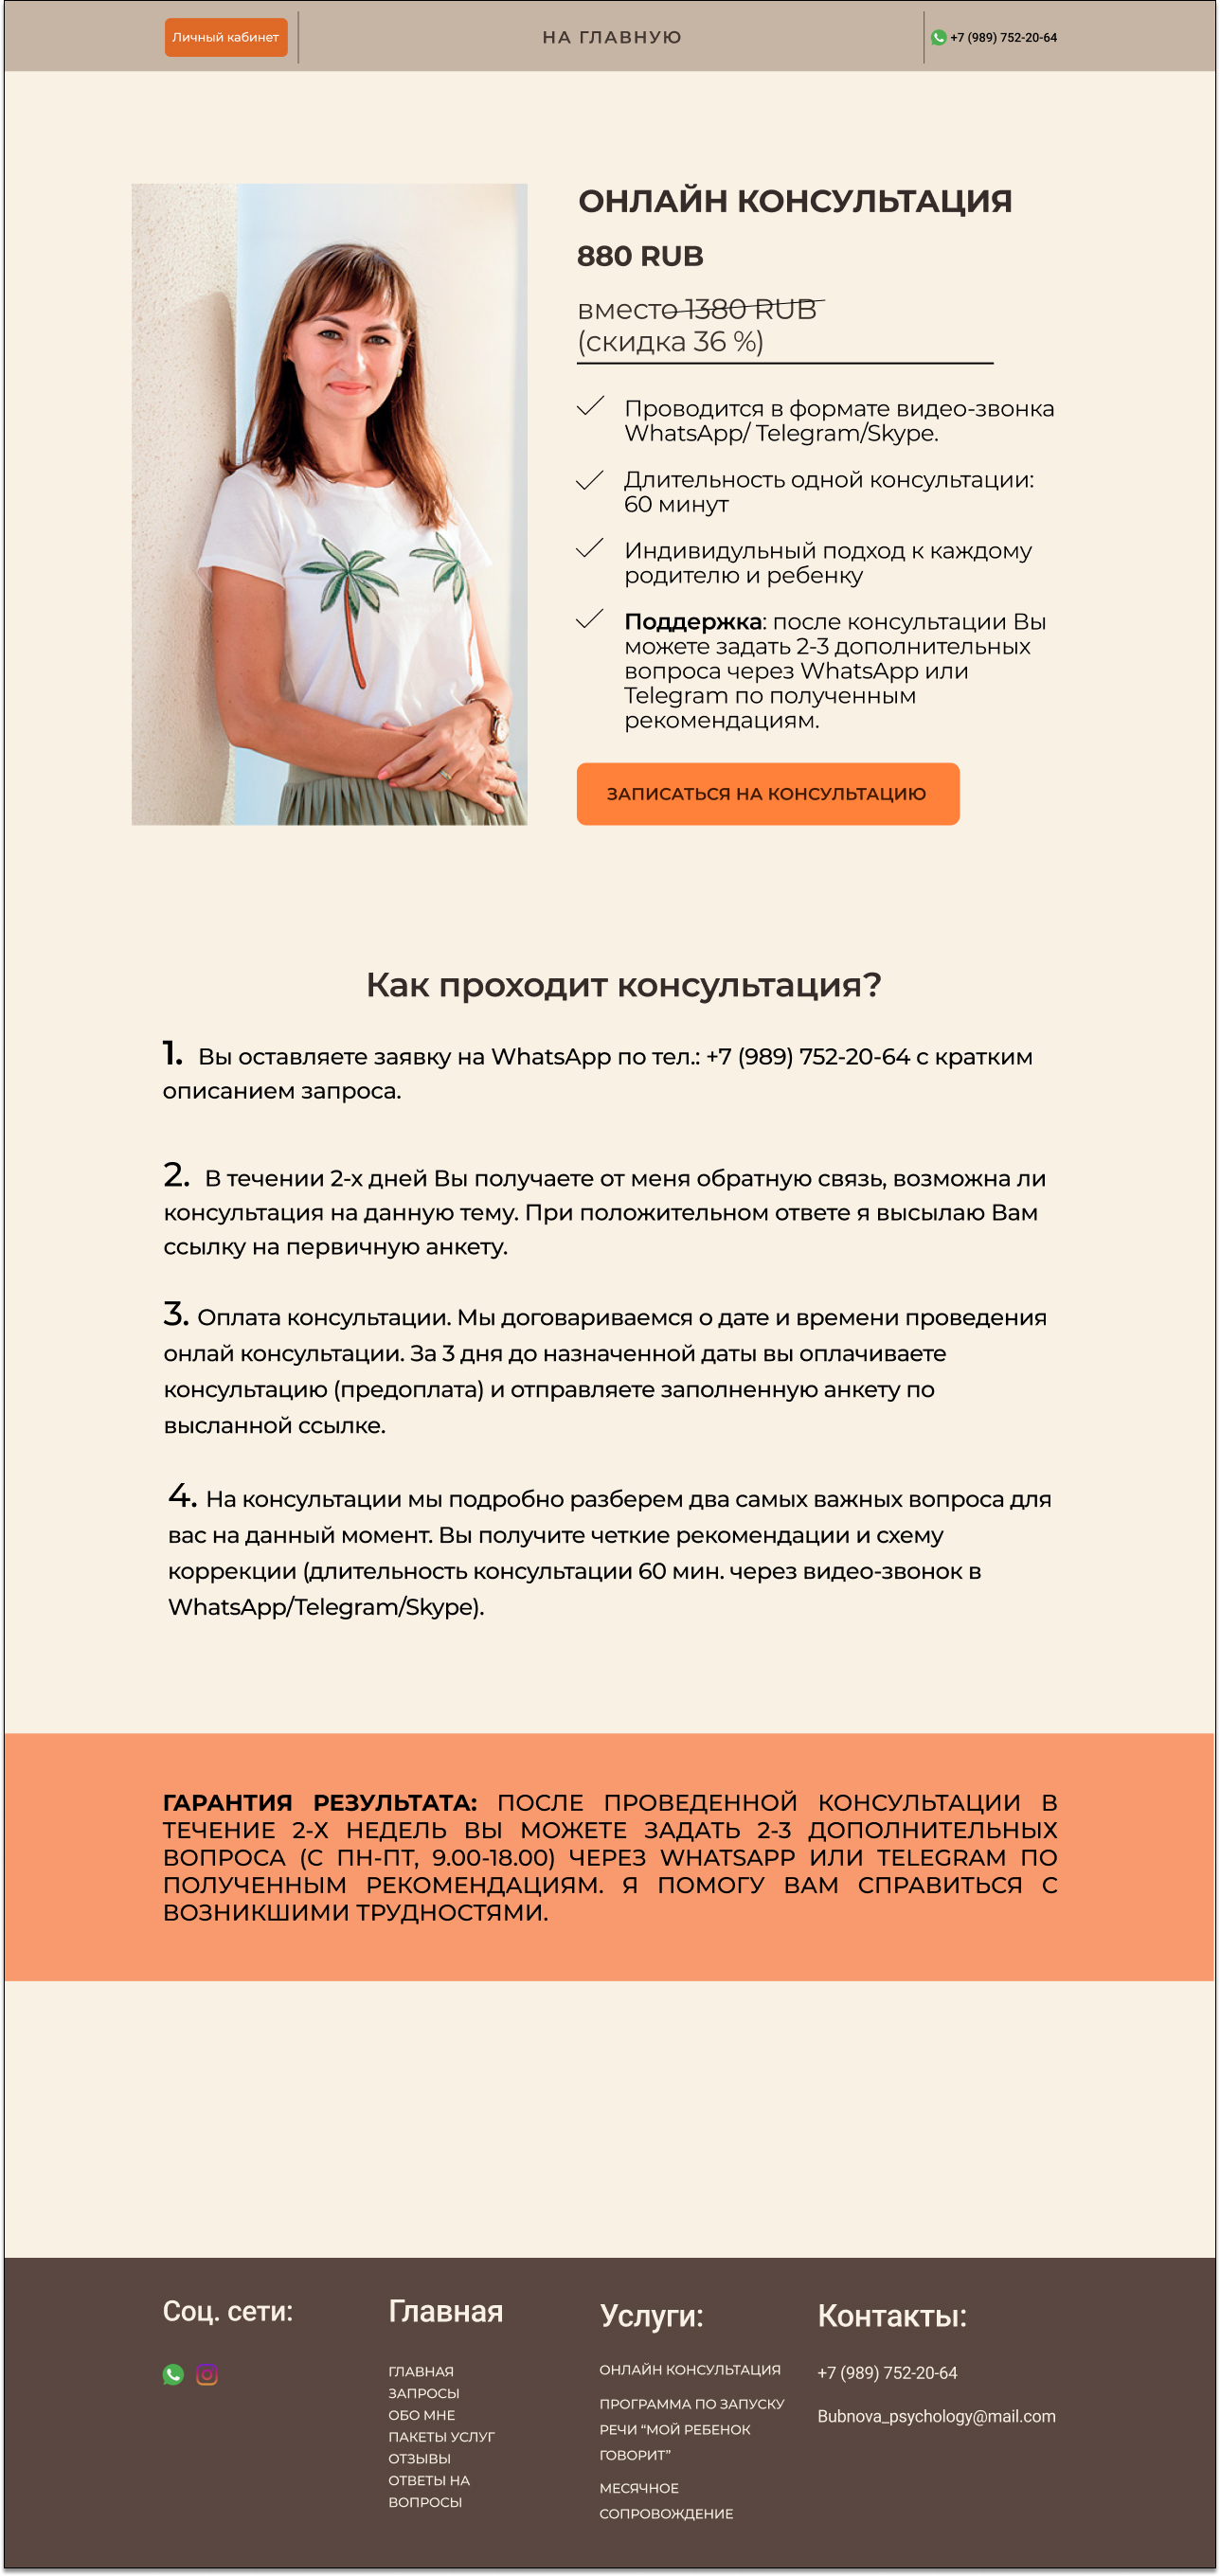 Личный кабинет
НА ГЛАВНУЮ
+7 (989) 752-20-64
ОНЛАЙН КОНСУЛЬТАЦИЯ
880 RUB
вместо 1380 RUB
(скидка 36 %)
Проводится в формате видео-звонка
WhatsApp/ Telegram/Skype.
Длительность одной консультации:
60 минут
Индивидульный подход к каждому
родителю и ребенку
Поддержка: после консультации Вы
можете задать 2-3 дополнительных
вопроса через WhatsApp или
Telegram по полученным
рекомендациям.
ЗАПИСАТЬСЯ НА КОНСУЛЬТАЦИЮ
Как проходит консультация?
1. Вы оставляете заявку на WhatsApp по тел.: +7 (989) 752-20-64 с кратким
описанием запроса.
2. В течении 2-х дней Вы получаете от меня обратную связь, возможна ли
консультация на данную тему. При положительном ответе я высылаю Вам
ссылку на первичную анкету.
3. Оплата консультации. Мы договариваемся о дате и времени проведения
онлай консультации. За 3 дня до назначенной даты вы оплачиваете
консультацию (предоплата) и отправляете заполненную анкету по
высланной ссылке.
4. На консультации мы подробно разберем два самых важных вопроса для
вас на данный момент. Вы получите четкие рекомендации и схему
коррекции (длительность консультации 60 мин. через видео-звонок в
WhatsApp/Telegram/Skype).
ГАРАНТИЯ РЕЗУЛЬТАТА: ПОСЛЕ ПРОВЕДЕННОЙ КОНСУЛЬТАЦИИ В
ТЕЧЕНИЕ 2-Х НЕДЕЛЬ ВЫ МОЖЕТЕ ЗАДАТЬ 2-3 ДОПОЛНИТЕЛЬНЫХ
ВОПРОСА (С ПН-ПТ, 9.00-18.00) ЧЕРЕЗ WHATSAPP ИЛИ TELEGRAM ПО
ПОЛУЧЕННЫМ РЕКОМЕНДАЦИЯМ. Я ПОМОГУ ВАМ СПРАВИТЬСЯ С
ВОЗНИКШИМИ ТРУДНОСТЯМИ.
Соц. сети:
Главная
ГЛАВНАЯ
ЗАПРОСЫ
ОБО МНЕ
ПАКЕТЫ УСЛУГ
ОТЗЫВЫ
ОТВЕТЫ НА
ВОПРОСЫ
Услуги:
ОНЛАЙН КОНСУЛЬТАЦИЯ
ПРОГРАММА ПО ЗАПУСКУ
РЕЧИ “МОЙ РЕБЕНОК
ГОВОРИТ”
МЕСЯЧНОЕ
СОПРОВОЖДЕНИЕ
Контакты:
+7 (989) 752-20-64
Bubnova_psychology@mail.com